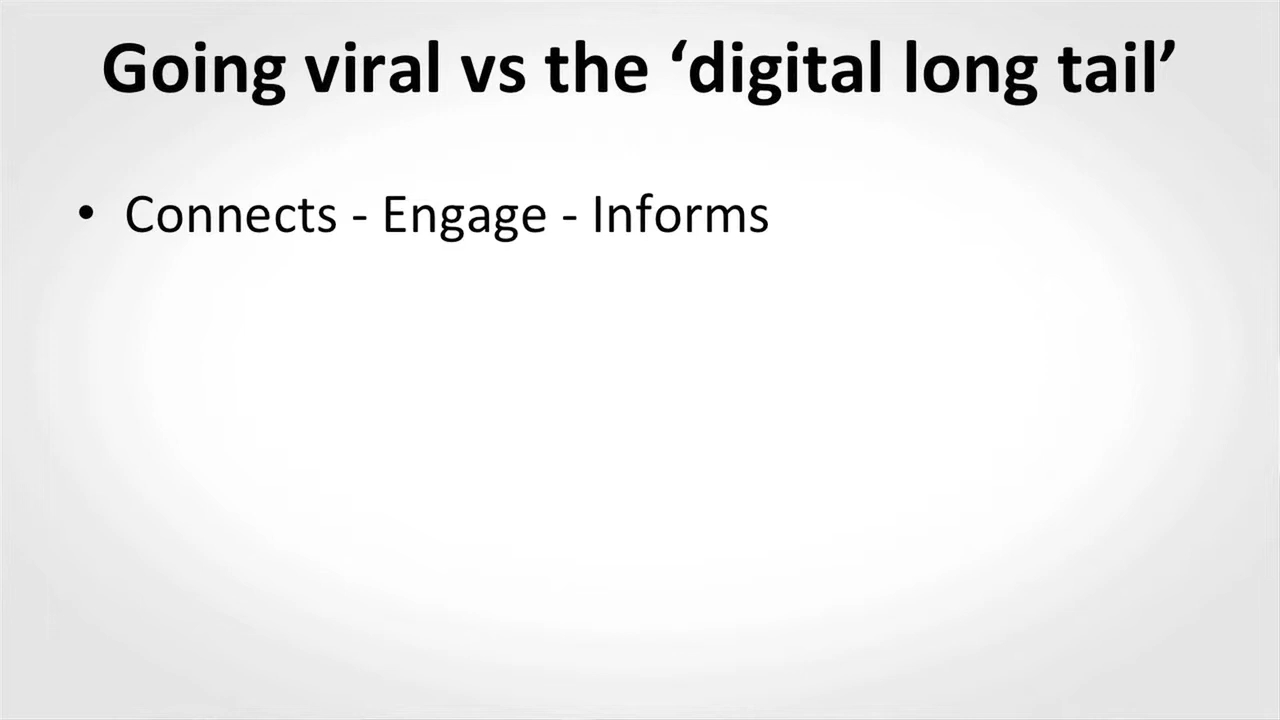 Going viral vs the ‘digital long tail’
• Connects - Engage - Informs